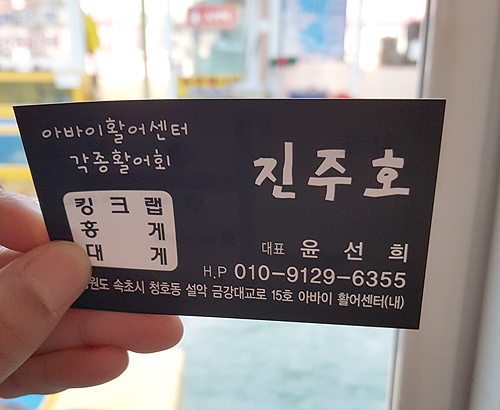 아바이활어센터
각종활어회
진주호
킹크랩
홍게
대게
대표 윤선희
H.P 010-9129-6355
원도 속초시 청호동 설악 금강대교로 15호 아바이 활어센터(내)